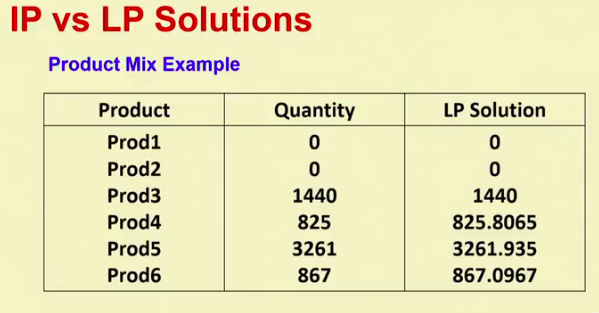 IP vs LP Solutions
Product Mix Example
Product Quantity LP Solution
Prod1 0 0
Prod2 0 0
Prod3 1440 1440
Prod4 825 825.8065
Prod5 3261 3261.935
Prod6 867 867.0967